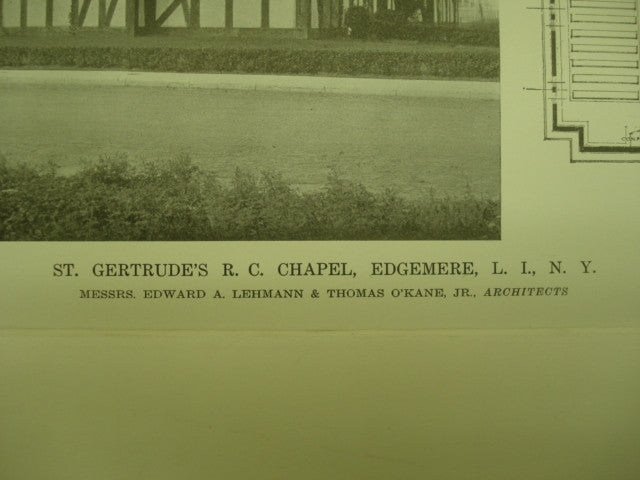 ST. GERTRUDE'S R. C. CHAPEL, EDGEMERE, L. I., N. Y.
MESSRS. EDWARD A. LEHMANN & THOMAS O'KANE, JR., ARCHITECTS